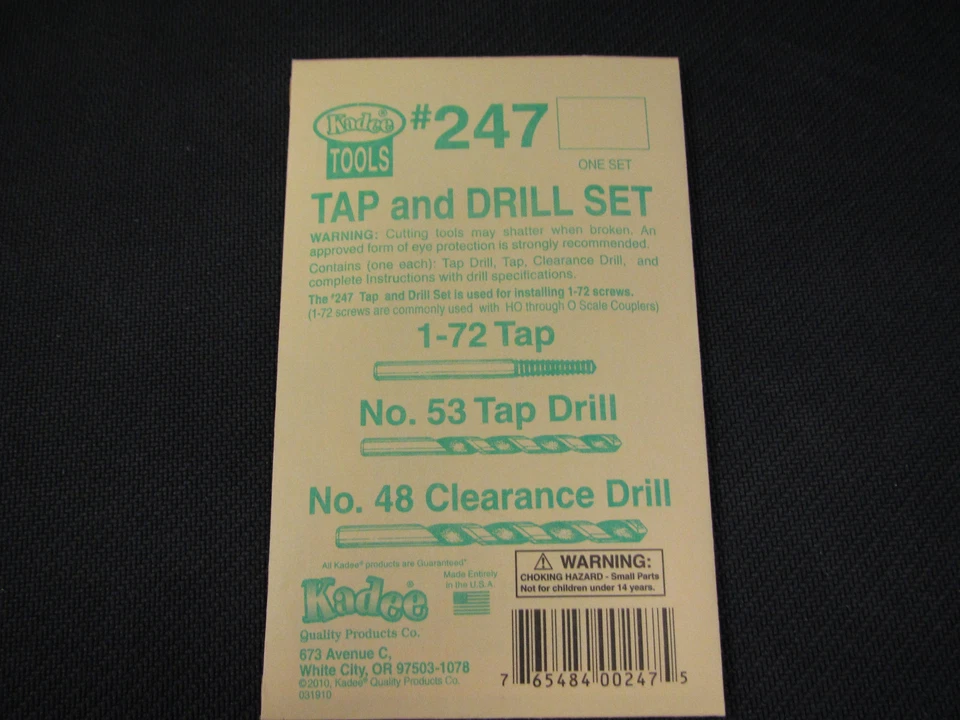 Kadee®
TOOLS
#247
ONE SET
TAP and DRILL SET
WARNING: Cutting tools may shatter when broken. An
approved form of eye protection is strongly recommended.
Contains (one each): Tap Drill, Tap, Clearance Drill, and
complete Instructions with drill specifications.
The #247 Tap and Drill Set is used for installing 1-72 screws.
(1-72 screws are commonly used with HO through O Scale Couplers)
1-72 Tap
No. 53 Tap Drill
No. 48 Clearance Drill
All Kadee® products are Guaranteed"
Made Entirely
in the U.S.A.
Kadee®
Quality Products Co.
673 Avenue C,
White City, OR 97503-1078
©2010, Kadee® Quality Products Co.
031910
⚠ WARNING:
CHOKING HAZARD - Small Parts
Not for children under 14 years.
7 65484 00247 5